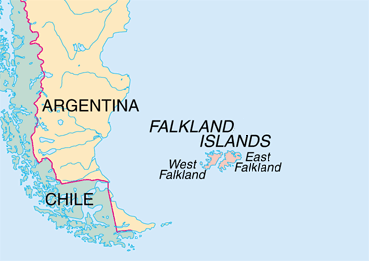 ARGENTINA
FALKLAND
ISLANDS
West
Falkland
East
Falkland
CHILE